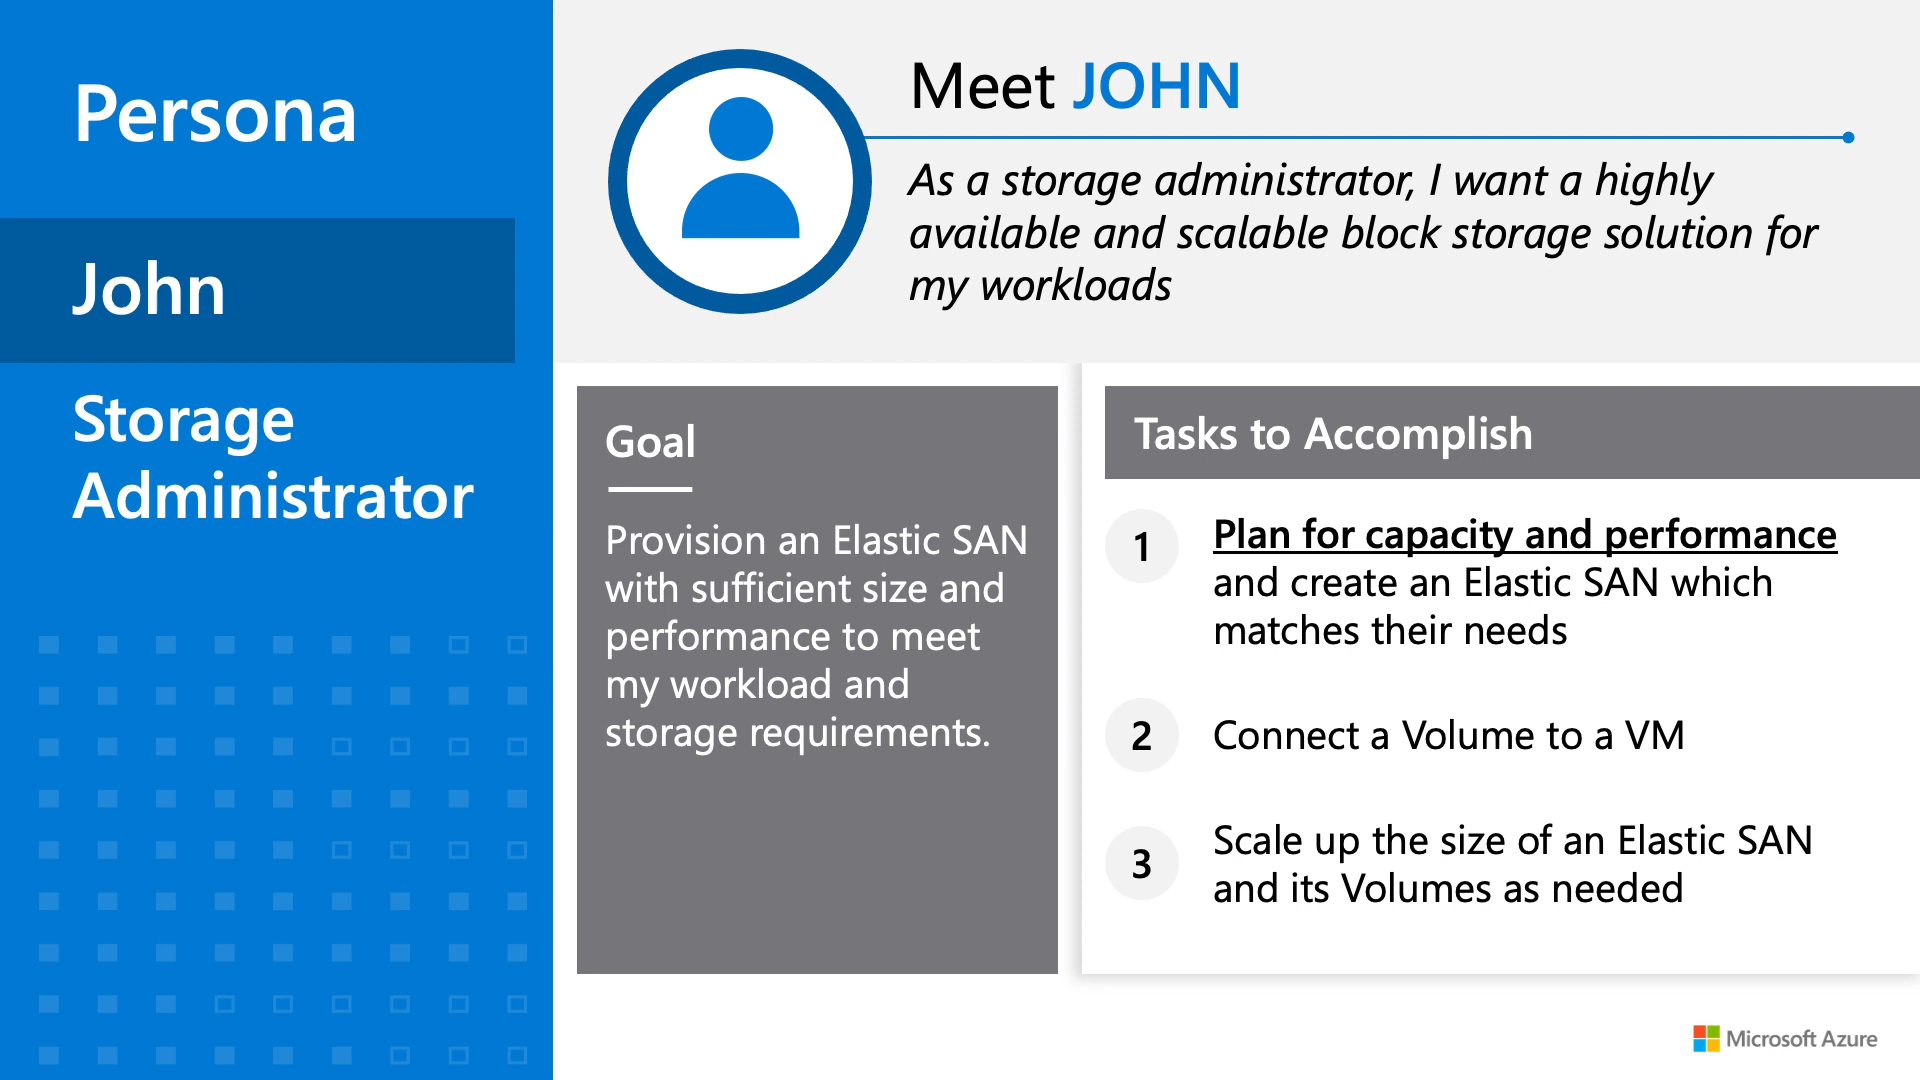 Persona
John
Storage
Administrator
Meet JOHN
As a storage administrator, I want a highly
available and scalable block storage solution for
my workloads
Goal
Provision an Elastic SAN
with sufficient size and
performance to meet
my workload and
storage requirements.
Tasks to Accomplish
1
Plan for capacity and performance
and create an Elastic SAN which
matches their needs
2
Connect a Volume to a VM
3
Scale up the size of an Elastic SAN
and its Volumes as needed
Microsoft Azure